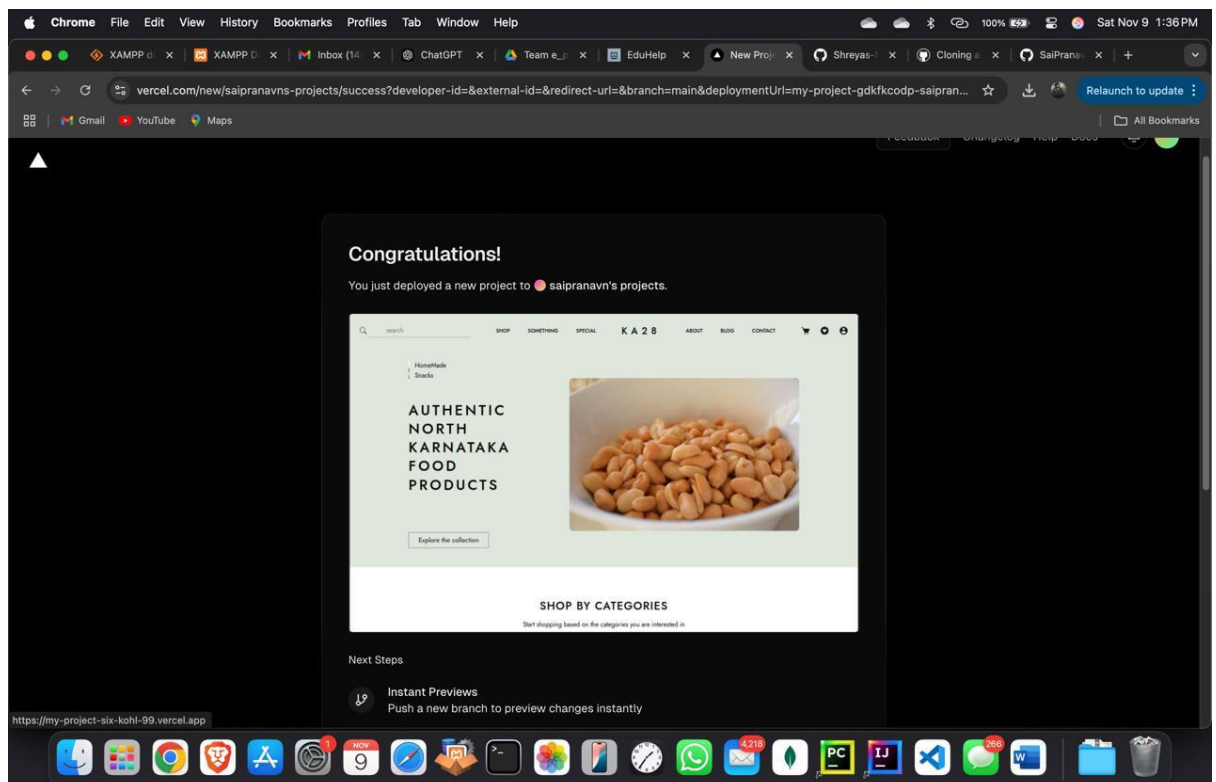 Chrome File Edit View History Bookmarks Profiles Tab Window Help 100% Sat Nov 9 1:36 PM
XAMPP d XAMPP D Inbox (14 ChatGPT Team e_p EduHelp New Proj Shreyas- Cloning a SaiPranav
vercel.com/new/saipranavns-projects/success?developer-id=&external-id=&redirect-url=&branch=main&deploymentUrl=my-project-gdkfkcodp-saipran... Relaunch to update
Gmail YouTube Maps All Bookmarks
Feedback Changelog Help Docs
Congratulations!
You just deployed a new project to saipranavn's projects.
search SHOP SOMETHING SPECIAL KA28 ABOUT BLOG CONTACT
HomeMade
Snacks
AUTHENTIC
NORTH
KARNATAKA
FOOD
PRODUCTS
Explore the collection
SHOP BY CATEGORIES
Start shopping based on the categories you are interested in
Next Steps
Instant Previews
Push a new branch to preview changes instantly
https://my-project-six-kohl-99.vercel.app
1 NOV 4,218 PC IJ 266 W
9